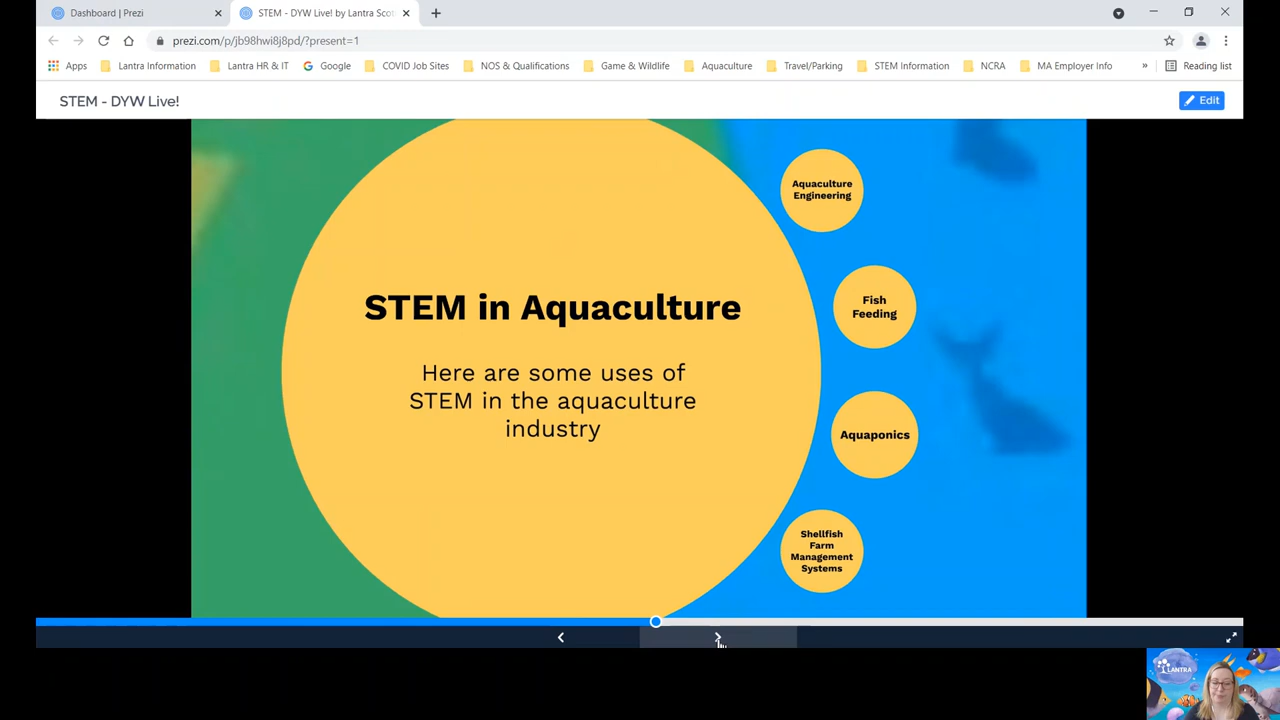 Dashboard | Prezi
STEM - DYW Live! by Lantra Scot
prezi.com/p/jb98hwi8j8pd/?present=1
Apps
Lantra Information
Lantra HR & IT
Google
COVID Job Sites
NOS & Qualifications
Game & Wildlife
Aquaculture
Travel/Parking
STEM Information
NCRA
MA Employer Info
»
Reading list
STEM - DYW Live!
Edit
STEM in Aquaculture
Here are some uses of
STEM in the aquaculture
industry
Aquaculture
Engineering
Fish
Feeding
Aquaponics
Shellfish
Farm
Management
Systems
LANTRA